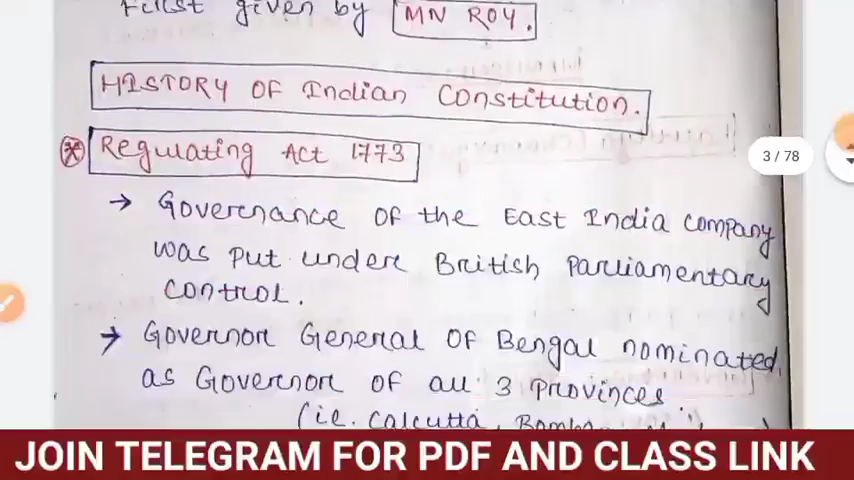 First given by MN ROY.
HISTORY OF Indian Constitution.
Regulating Act 1773
3 / 78
→ Governance of the East India company
was put under British Parliamentary
control.
→ Governor General of Bengal nominated
as Governor of all 3 provinces
(i.e. Calcutta,
JOIN TELEGRAM FOR PDF AND CLASS LINK